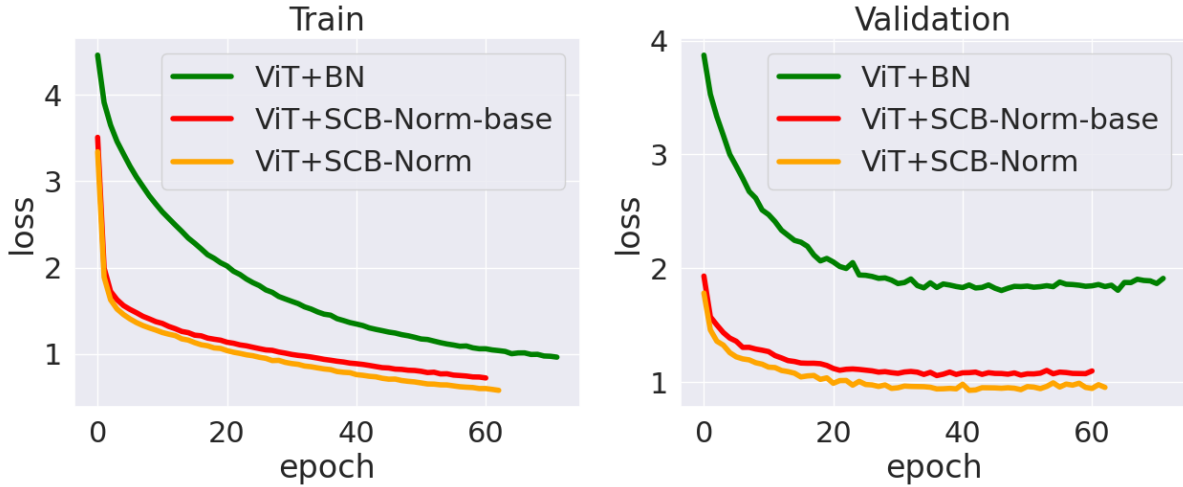 Train
loss
4
3
2
1
ViT+BN
ViT+SCB-Norm-base
ViT+SCB-Norm
0 20 40 60
epoch
Validation
loss
4
3
2
1
ViT+BN
ViT+SCB-Norm-base
ViT+SCB-Norm
0 20 40 60
epoch